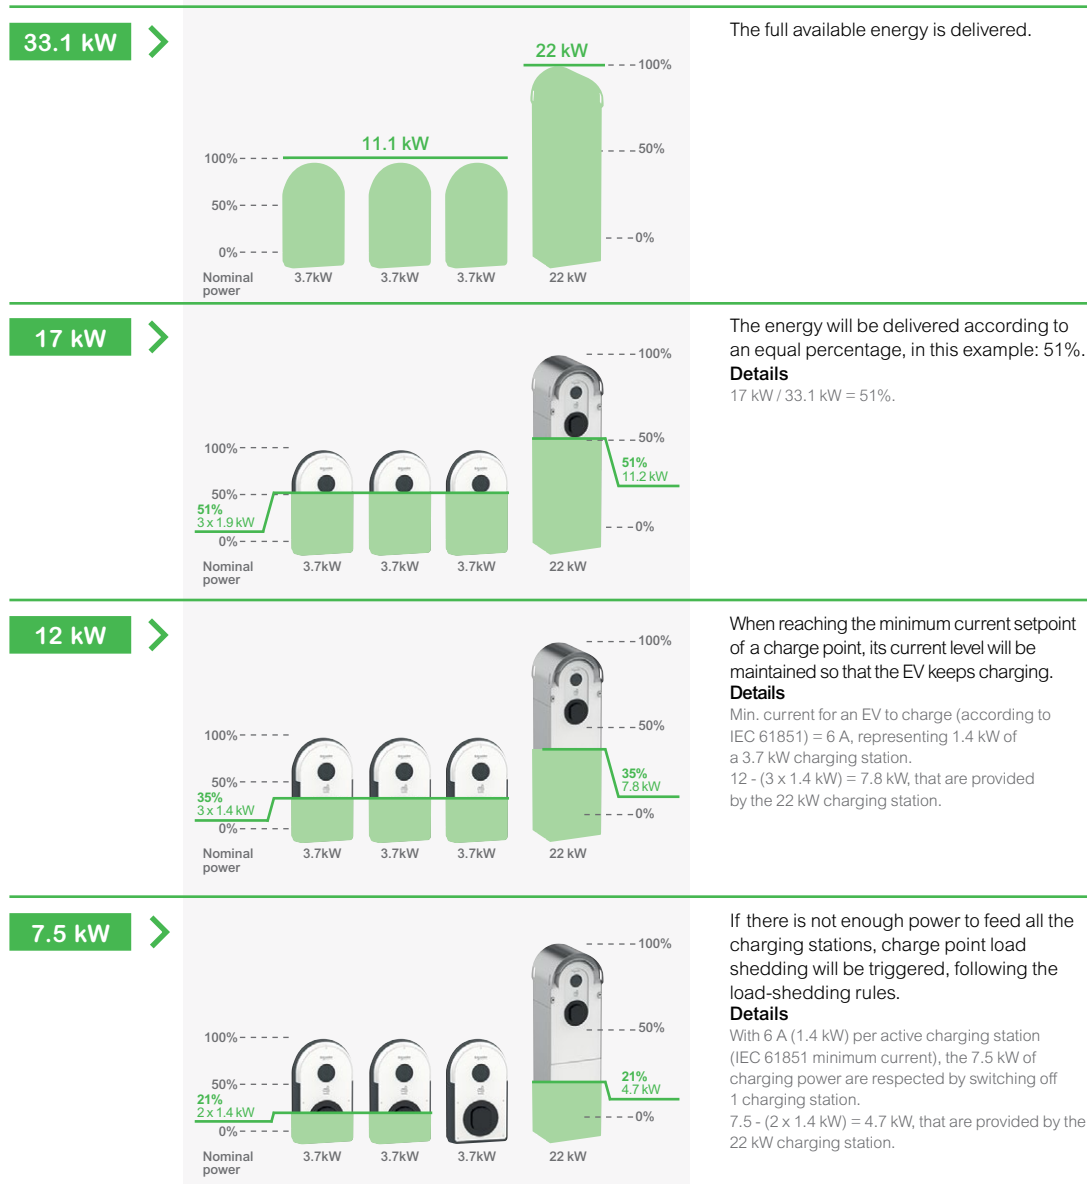 33.1 kW
The full available energy is delivered.
22 kW
100%
11.1 kW
100%
50%
50%
0%
0%
Nominal
power
3.7kW
3.7kW
3.7kW
22 kW
17 kW
The energy will be delivered according to
an equal percentage, in this example: 51%.
Details
17 kW / 33.1 kW = 51%.
100%
100%
50%
50%
51%
11.2 kW
51%
3 x 1.9 kW
0%
0%
Nominal
power
3.7kW
3.7kW
3.7kW
22 kW
12 kW
When reaching the minimum current setpoint
of a charge point, its current level will be
maintained so that the EV keeps charging.
Details
Min. current for an EV to charge (according to
IEC 61851) = 6 A, representing 1.4 kW of
a 3.7 kW charging station.
12 - (3 x 1.4 kW) = 7.8 kW, that are provided
by the 22 kW charging station.
100%
100%
50%
50%
35%
7.8 kW
35%
3 x 1.4 kW
0%
0%
Nominal
power
3.7kW
3.7kW
3.7kW
22 kW
7.5 kW
If there is not enough power to feed all the
charging stations, charge point load
shedding will be triggered, following the
load-shedding rules.
Details
With 6 A (1.4 kW) per active charging station
(IEC 61851 minimum current), the 7.5 kW of
charging power are respected by switching off
1 charging station.
7.5 - (2 x 1.4 kW) = 4.7 kW, that are provided by the
22 kW charging station.
100%
100%
50%
50%
21%
4.7 kW
21%
2 x 1.4 kW
0%
0%
Nominal
power
3.7kW
3.7kW
3.7kW
22 kW